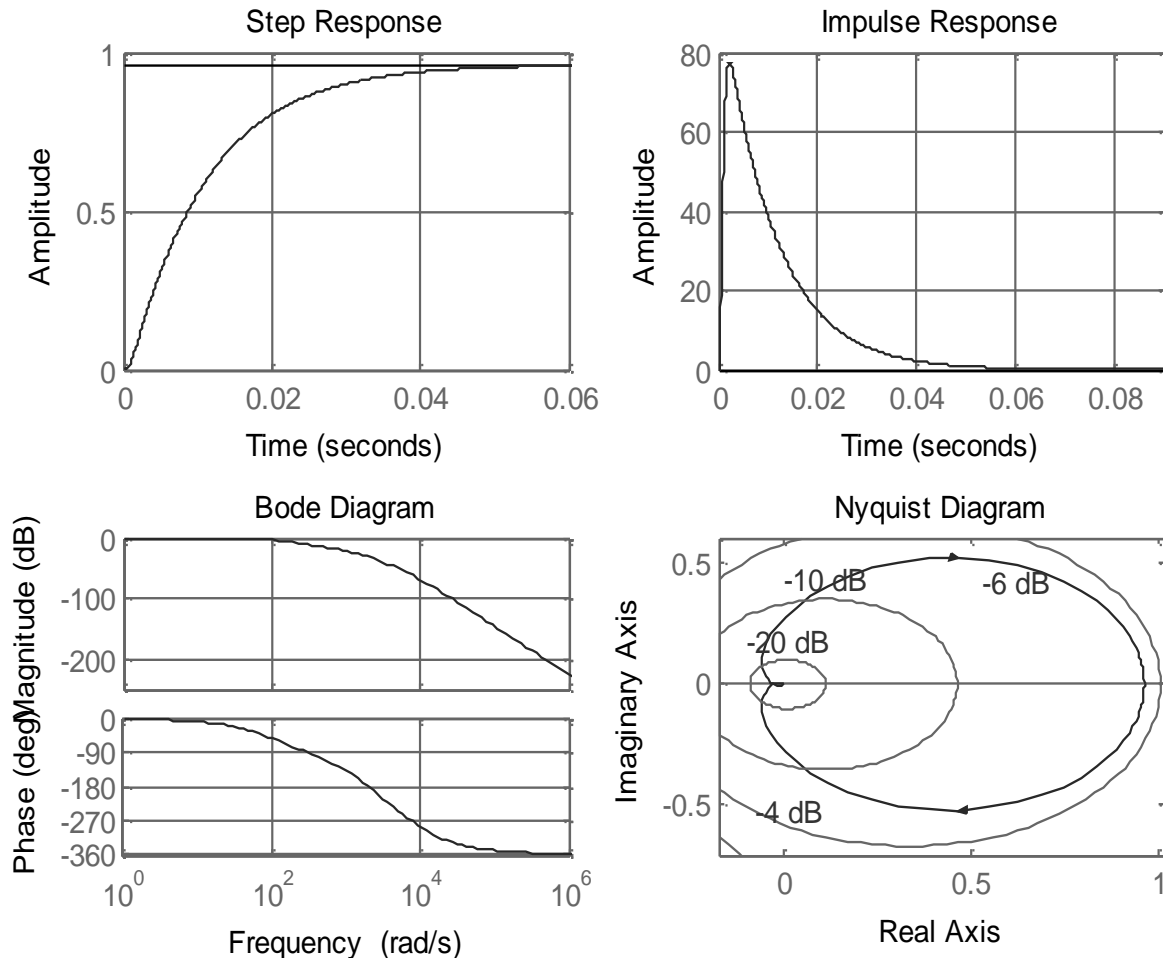 Step Response
1
0.5
0
0 0.02 0.04 0.06
Amplitude
Time (seconds)
Impulse Response
80
60
40
20
0
0 0.02 0.04 0.06 0.08
Amplitude
Time (seconds)
Bode Diagram
0
-100
-200
Magnitude (dB)
0
-90
-180
-270
-360
Phase (deg)
10^0 10^2 10^4 10^6
Frequency (rad/s)
Nyquist Diagram
0.5
0
-0.5
-10 dB
-6 dB
-20 dB
-4 dB
0 0.5 1
Imaginary Axis
Real Axis